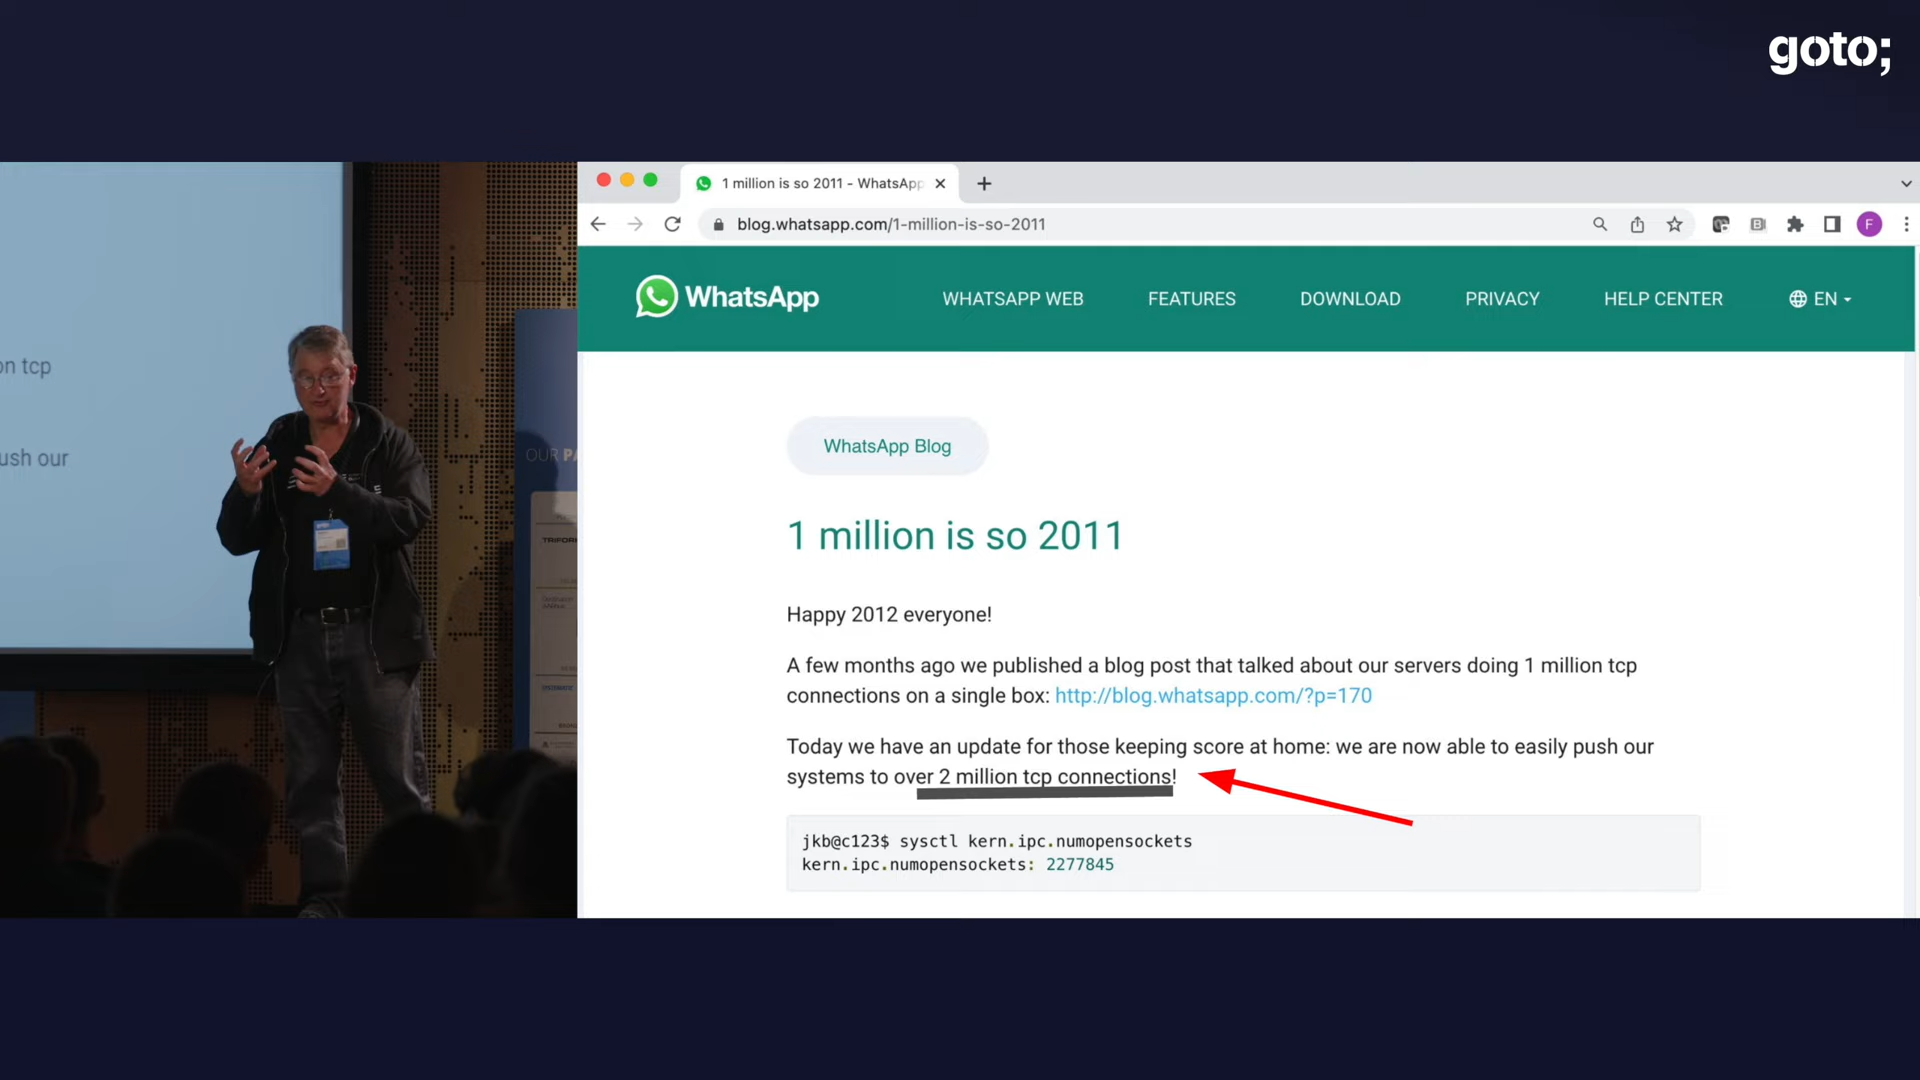 goto;
on tcp
ush our
OUR PA
TRIFOR
1 million is so 2011 - WhatsApp
blog.whatsapp.com/1-million-is-so-2011
F
WhatsApp
WHATSAPP WEB
FEATURES
DOWNLOAD
PRIVACY
HELP CENTER
EN
WhatsApp Blog
1 million is so 2011
Happy 2012 everyone!
A few months ago we published a blog post that talked about our servers doing 1 million tcp
connections on a single box: http://blog.whatsapp.com/?p=170
Today we have an update for those keeping score at home: we are now able to easily push our
systems to over 2 million tcp connections!
jkb@c123$ sysctl kern.ipc.numopensockets
kern.ipc.numopensockets: 2277845